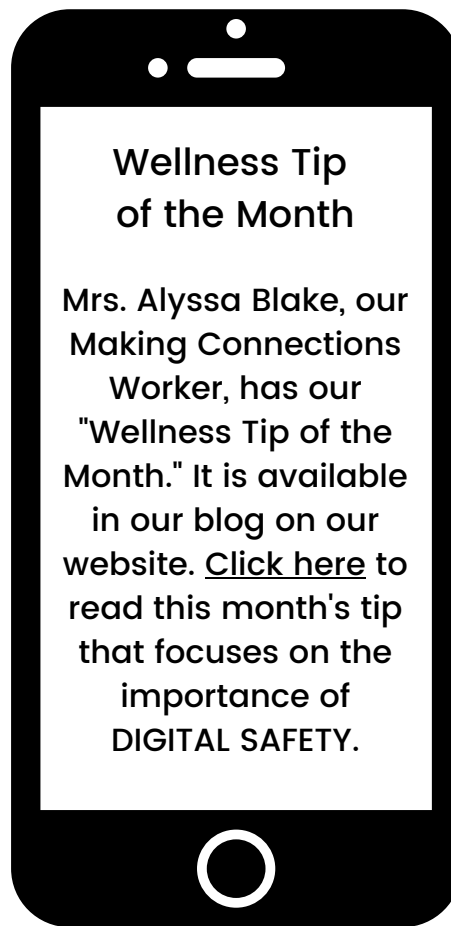 Wellness Tip
of the Month
Mrs. Alyssa Blake, our
Making Connections
Worker, has our
"Wellness Tip of the
Month." It is available
in our blog on our
website. Click here to
read this month's tip
that focuses on the
importance of
DIGITAL SAFETY.